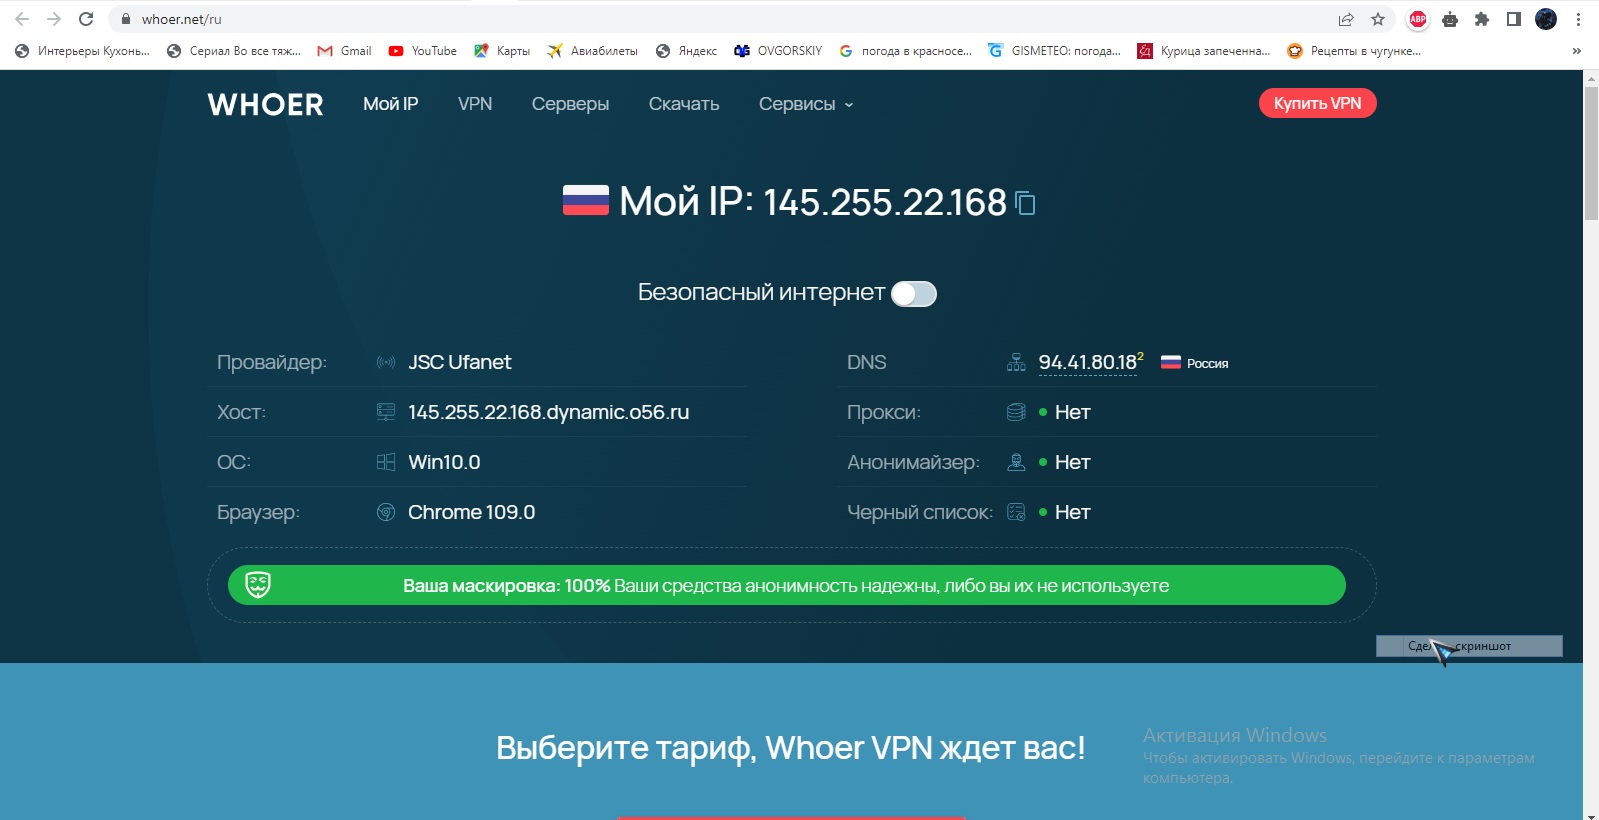 whoer.net/ru
ABP
Интерьеры Кухонь... Сериал Во все тяж... Gmail YouTube Карты Авиабилеты Яндекс OVGORSKIY погода в красносе... GISMETEO: погода... Курица запеченна... Рецепты в чугунке... »
WHOER Мой IP VPN Серверы Скачать Сервисы Купить VPN
Мой IP: 145.255.22.168
Безопасный интернет
Провайдер: JSC Ufanet
Хост: 145.255.22.168.dynamic.o56.ru
ОС: Win10.0
Браузер: Chrome 109.0
DNS 94.41.80.18² Россия
Прокси: Нет
Анонимайзер: Нет
Черный список: Нет
Ваша маскировка: 100% Ваши средства анонимность надежны, либо вы их не используете
скриншот
Выберите тариф, Whoer VPN ждет вас!
Активация Windows
Чтобы активировать Windows, перейдите к параметрам
компьютера.